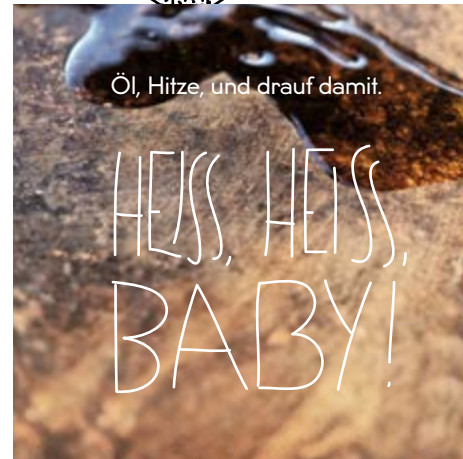 Öl, Hitze, und drauf damit.
HEISS, HEISS,
BABY!